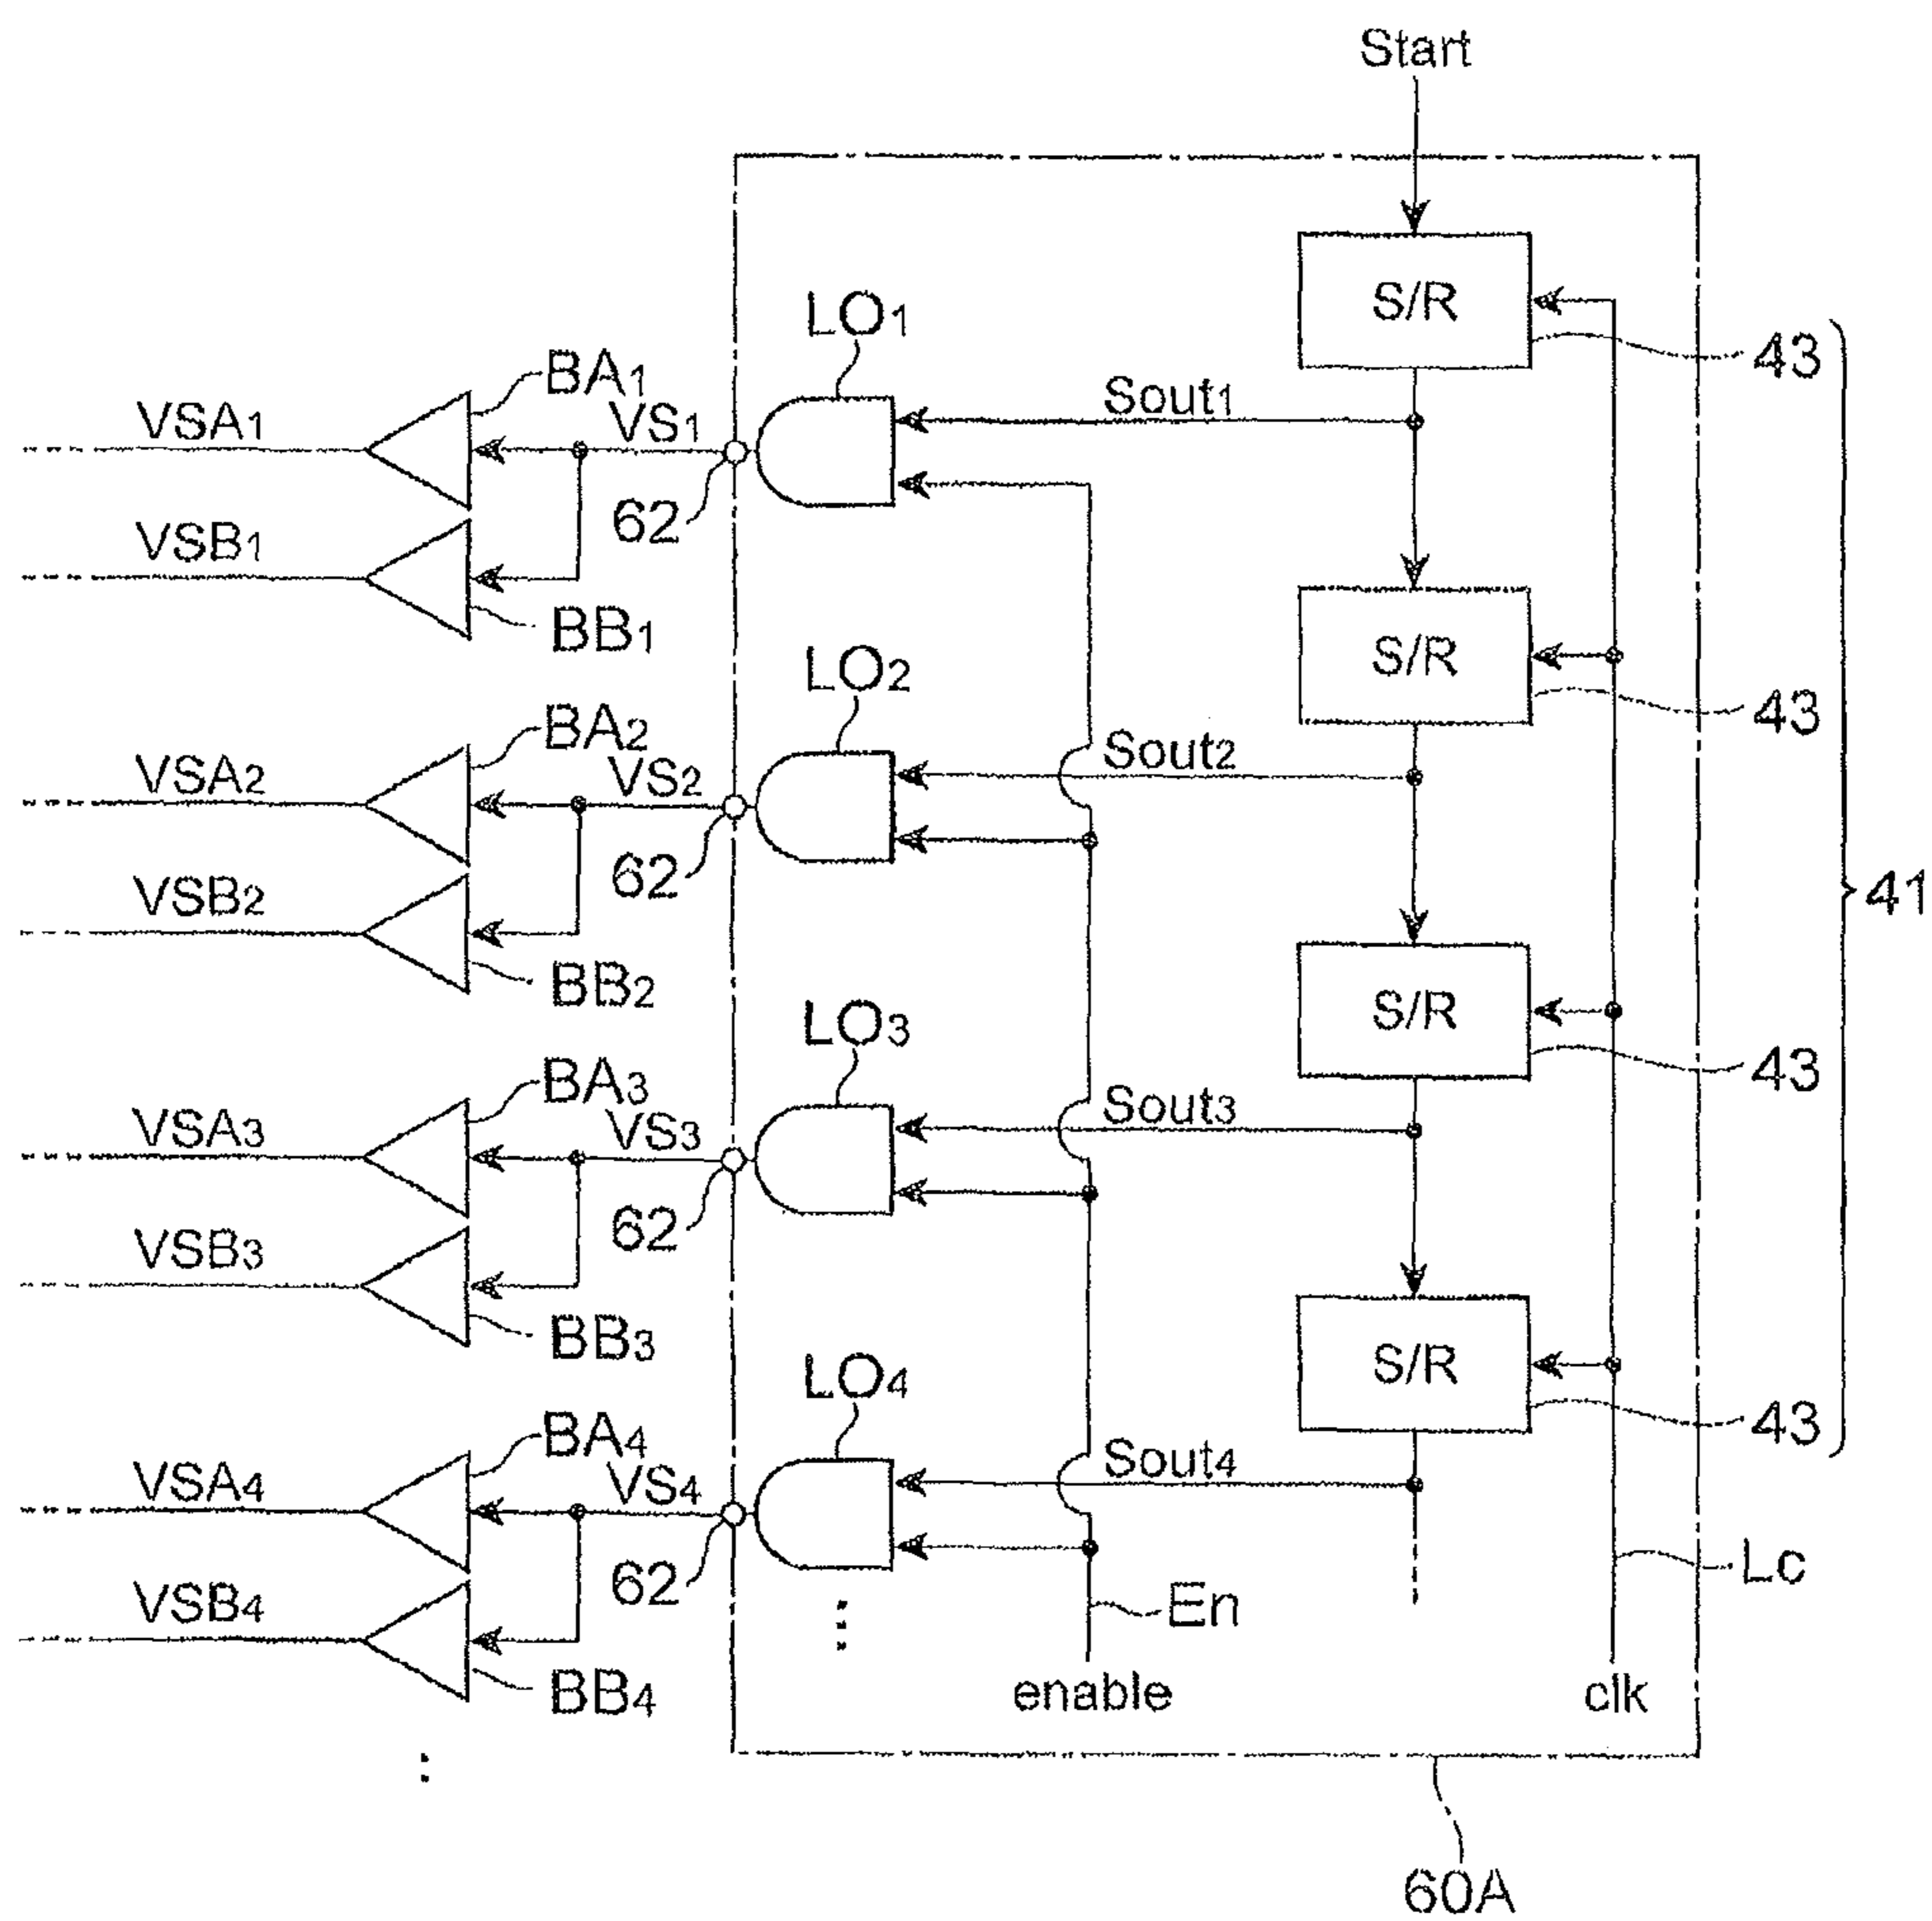 Start
S/R
43
LO1
BA1
VSA1
VS1
Sout1
62
VSB1
BB1
S/R
43
LO2
BA2
VSA2
VS2
Sout2
62
VSB2
BB2
41
S/R
43
LO3
BA3
VSA3
VS3
Sout3
62
VSB3
BB3
S/R
43
LO4
BA4
VSA4
VS4
Sout4
62
VSB4
BB4
En
Lc
enable
clk
60A